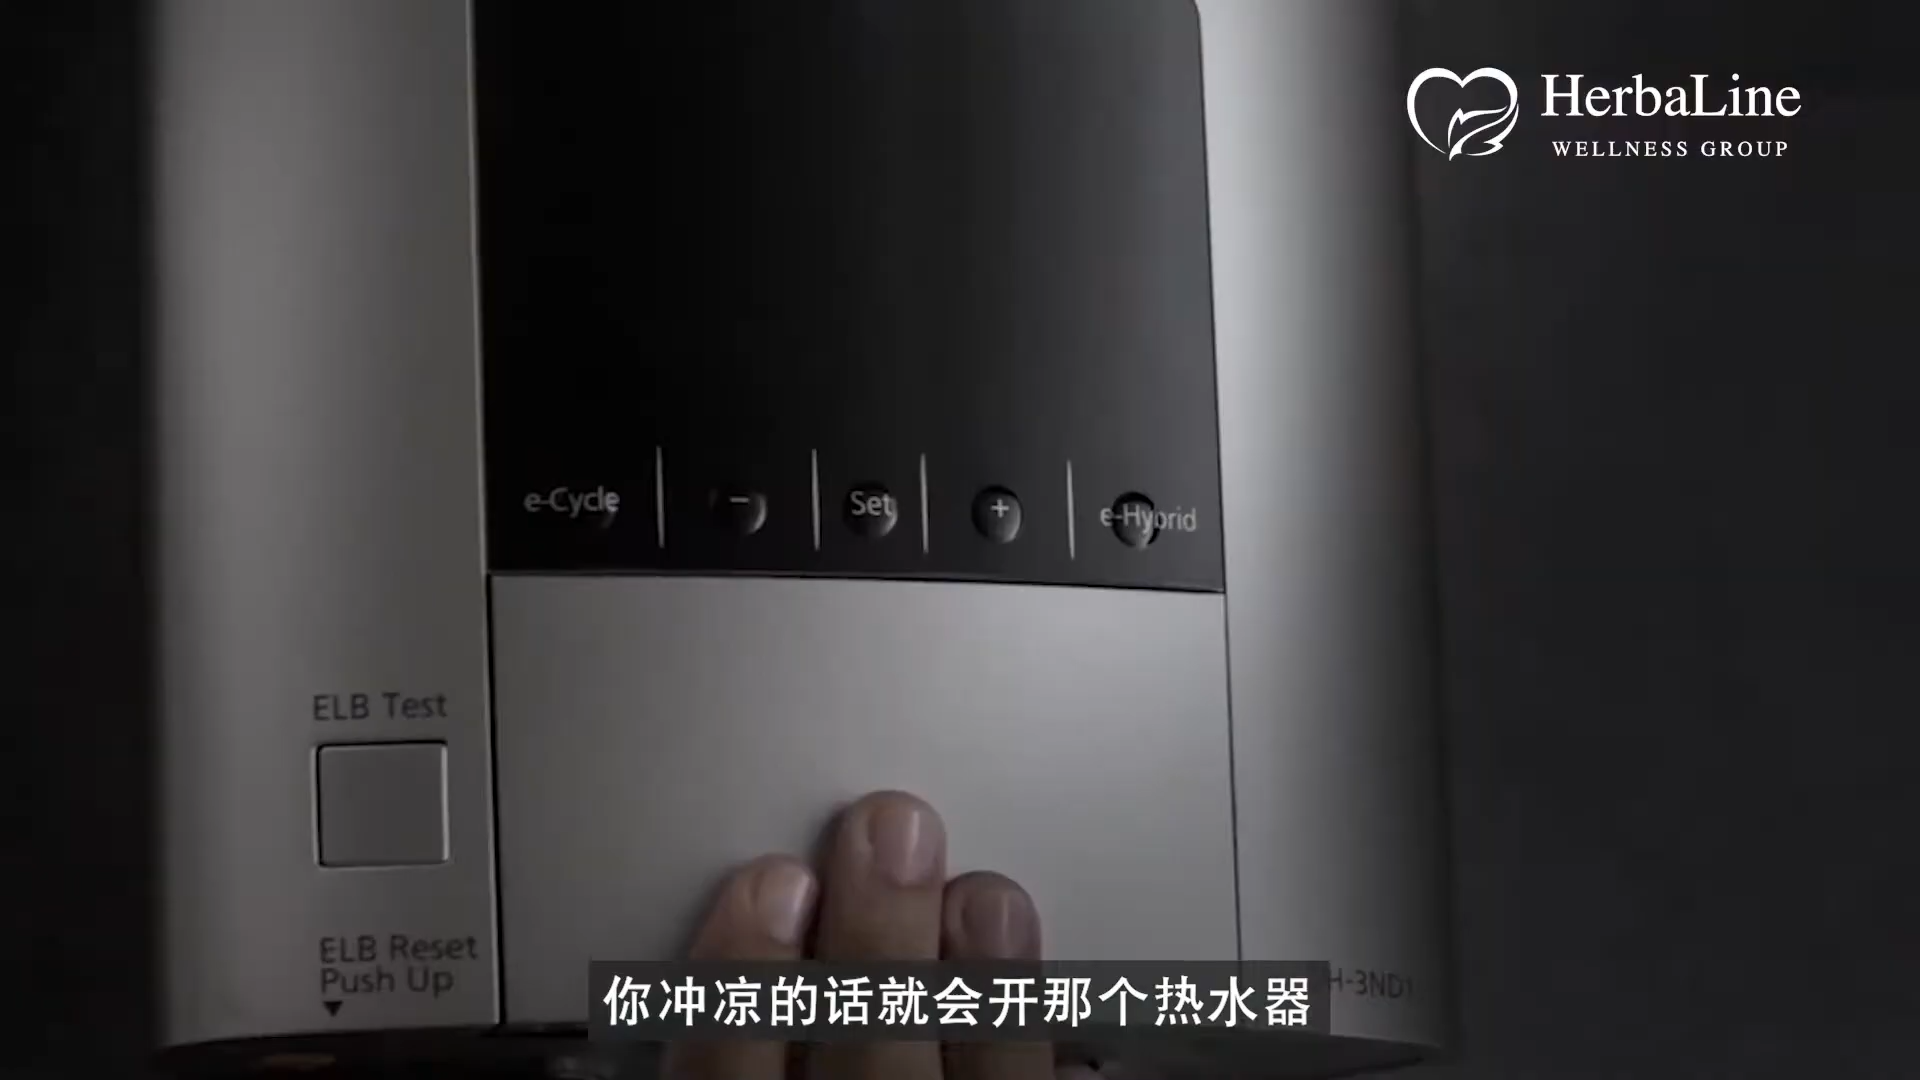 HerbaLine
WELLNESS GROUP
e-Cycle
−
Set
+
e-Hybrid
ELB Test
ELB Reset
Push Up
你冲凉的话就会开那个热水器
H-3ND1